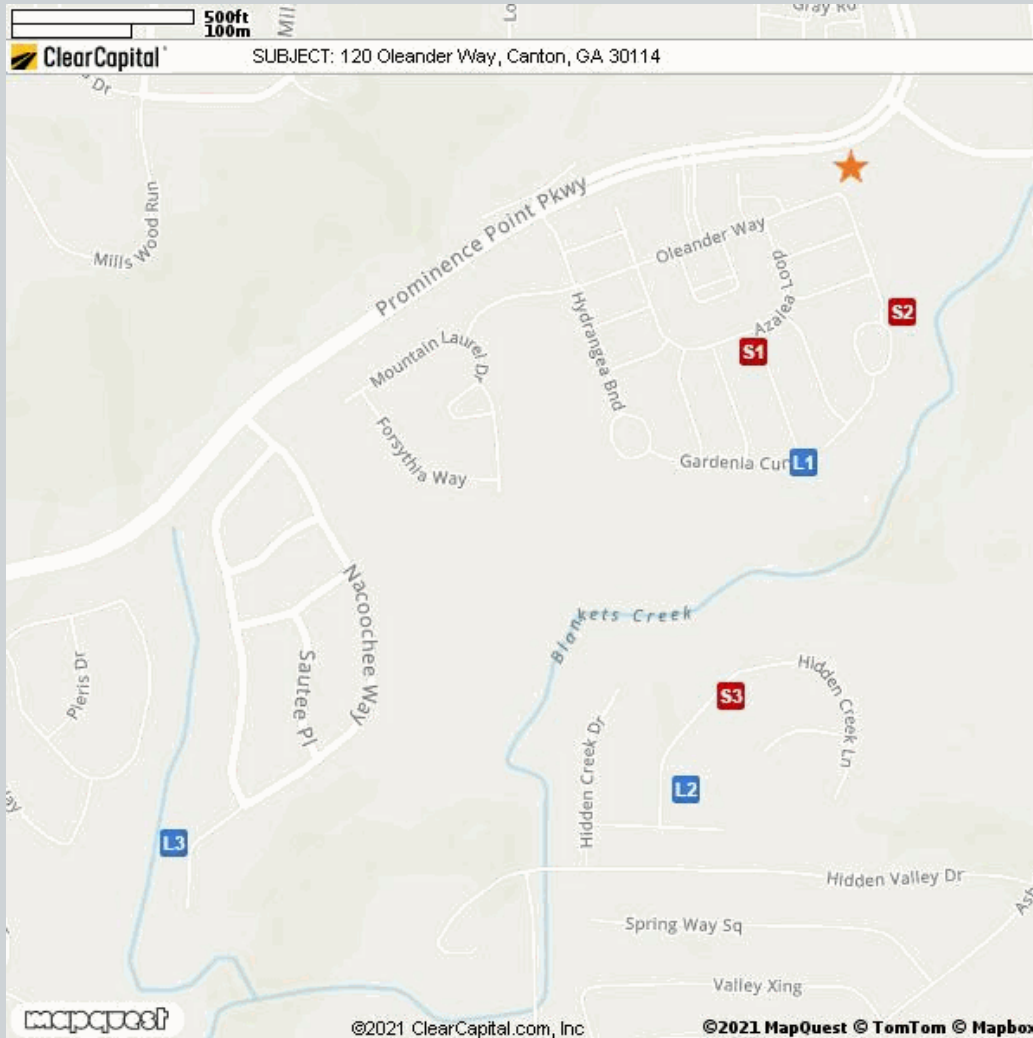 500ft
100m
Gray Rd
ClearCapital
SUBJECT: 120 Oleander Way, Canton, GA 30114
Dr
Mills Wood Run
Prominence Point Pkwy
Oleander Way
Azalea Loop
S2
S1
Hydrangea Bnd
Mountain Laurel Dr
Forsythia Way
Gardenia Cur
L1
Nacoochee Way
Sautee Pl
Blankets Creek
Pieris Dr
Hidden Creek Ln
S3
Hidden Creek Dr
L2
L3
Hidden Valley Dr
Spring Way Sq
Valley Xing
mapquest
©2021 ClearCapital.com, Inc
©2021 MapQuest © TomTom © Mapbox